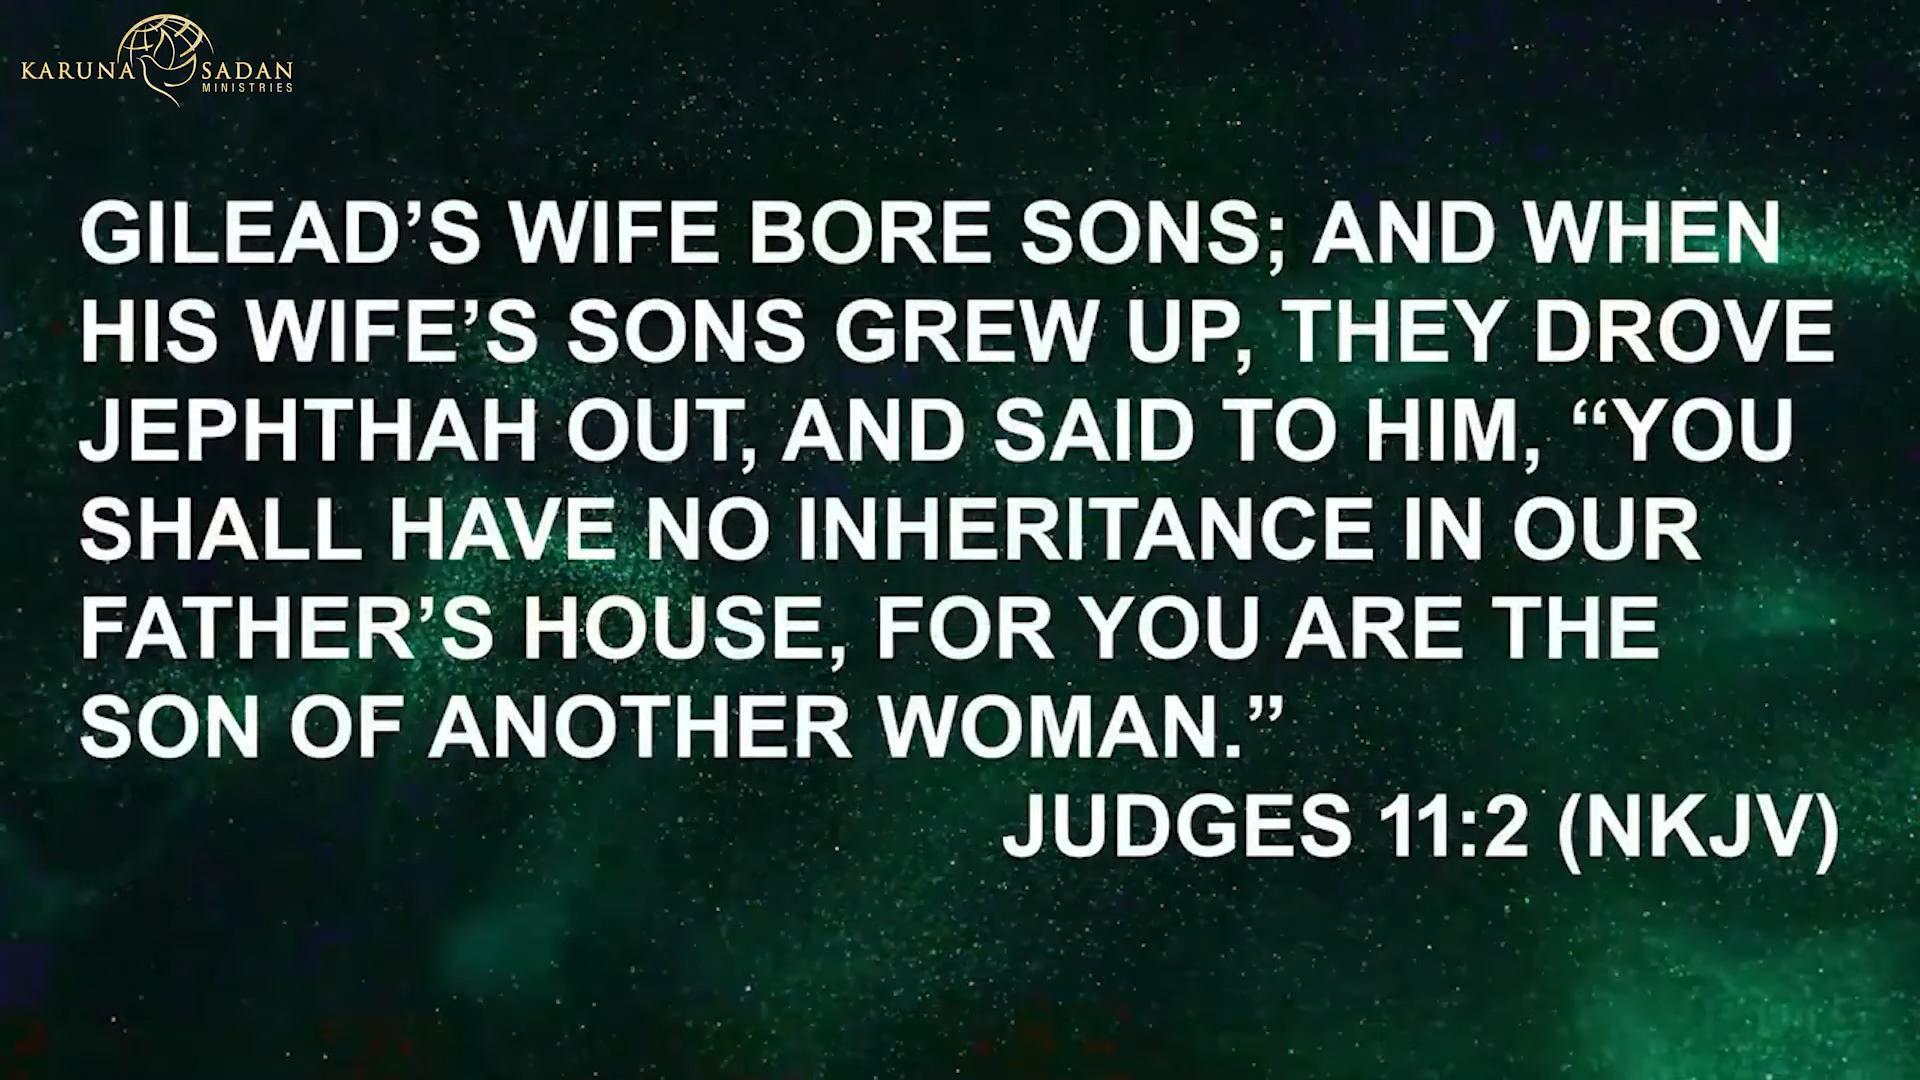 KARUNA SADAN
MINISTRIES
GILEAD’S WIFE BORE SONS; AND WHEN
HIS WIFE’S SONS GREW UP, THEY DROVE
JEPHTHAH OUT, AND SAID TO HIM, “YOU
SHALL HAVE NO INHERITANCE IN OUR
FATHER’S HOUSE, FOR YOU ARE THE
SON OF ANOTHER WOMAN.”
JUDGES 11:2 (NKJV)